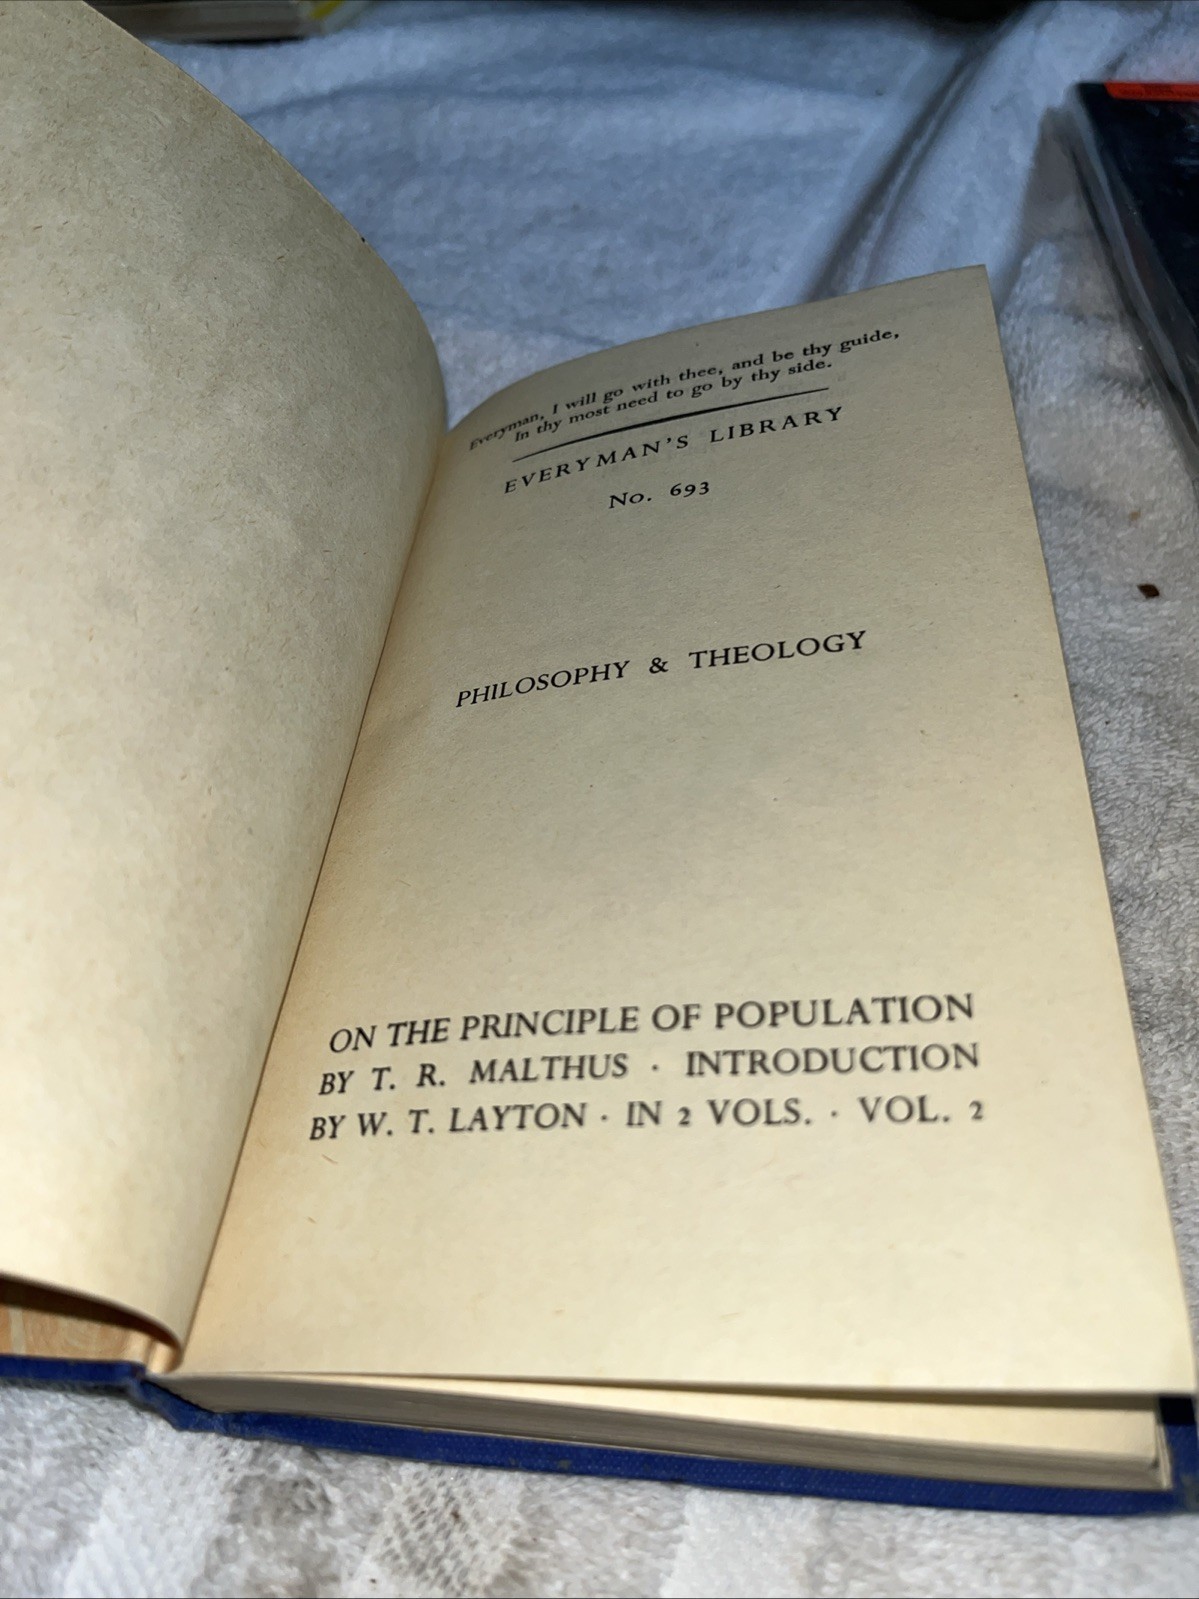 Everyman, I will go with thee, and be thy guide,
In thy most need to go by thy side.
EVERYMAN'S LIBRARY
No. 693
PHILOSOPHY & THEOLOGY
ON THE PRINCIPLE OF POPULATION
BY T. R. MALTHUS · INTRODUCTION
BY W. T. LAYTON · IN 2 VOLS. · VOL. 2